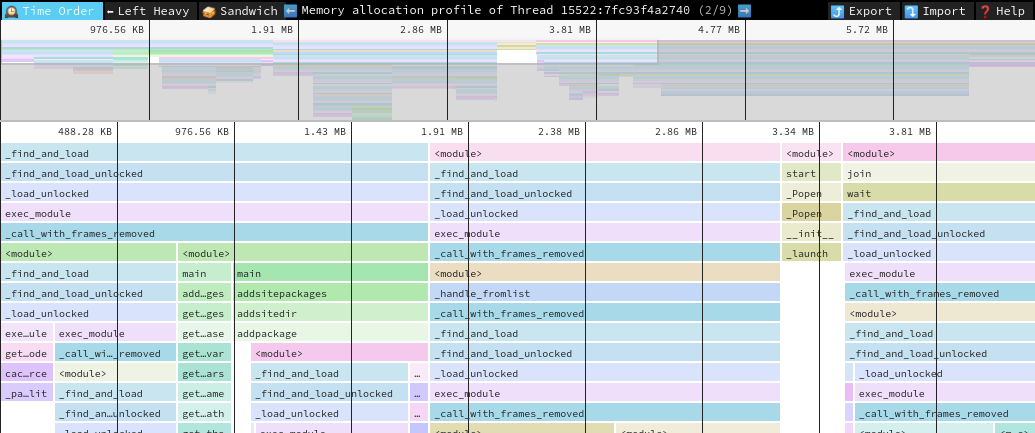 Time Order Left Heavy Sandwich Memory allocation profile of Thread 15522:7fc93f4a2740 (2/9) Export Import Help
976.56 KB 1.91 MB 2.86 MB 3.81 MB 4.77 MB 5.72 MB
488.28 KB 976.56 KB 1.43 MB 1.91 MB 2.38 MB 2.86 MB 3.34 MB 3.81 MB
_find_and_load <module> <module> <module>
_find_and_load_unlocked _find_and_load start join
_load_unlocked _find_and_load_unlocked _Popen wait
exec_module _load_unlocked _Popen _find_and_load
_call_with_frames_removed exec_module __init__ _find_and_load_unlocked
<module> <module> _call_with_frames_removed _launch _load_unlocked
_find_and_load main main <module> exec_module
_find_and_load_unlocked add…ges addsitepackages _handle_fromlist _call_with_frames_removed
_load_unlocked get…ges addsitedir _call_with_frames_removed <module>
exe…ule exec_module get…ase addpackage _find_and_load _find_and_load
get…ode _call_wi…_removed get…var <module> _find_and_load_unlocked _find_and_load_unlocked
cac…rce <module> get…ars _find_and_load … _load_unlocked _load_unlocked
_pa…lit _find_and_load get…ame _find_and_load_unlocked … exec_module exec_module
_find_an…unlocked get…ath _load_unlocked … _call_with_frames_removed _call_with_frames_removed
_load_unlocked exec_module <module> <module> <module>